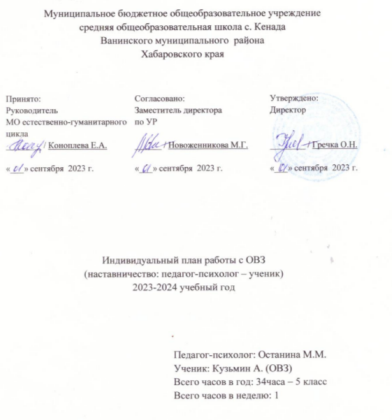 Муниципальное бюджетное общеобразовательное учреждение
средняя общеобразовательная школа с. Кенада
Ванинского муниципального района
Хабаровского края
Принято:
Руководитель
МО естественно-гуманитарного
цикла
Коноплева Е.А.
«01» сентября 2023 г.
Согласовано:
Заместитель директора
по УР
Новоженникова М.Г.
«01» сентября 2023 г.
Утверждено:
Директор
Гречка О.Н.
«01» сентября 2023 г.
Индивидуальный план работы с ОВЗ
(наставничество: педагог-психолог – ученик)
2023-2024 учебный год
Педагог-психолог: Останина М.М.
Ученик: Кузьмин А. (ОВЗ)
Всего часов в год: 34часа – 5 класс
Всего часов в неделю: 1